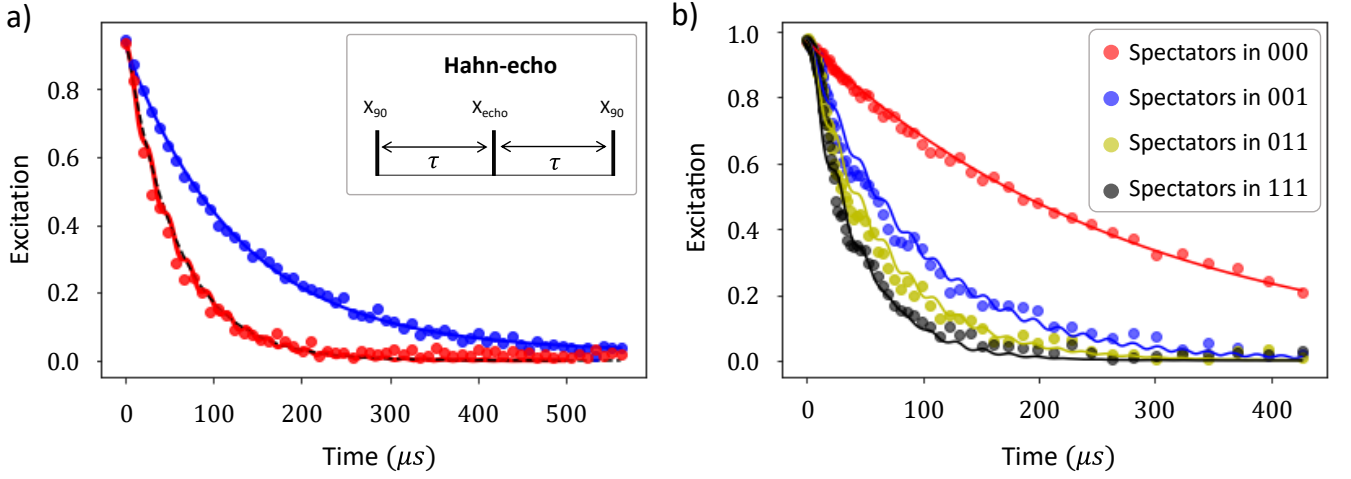 a)
Excitation
0.8
0.6
0.4
0.2
0.0
0
100
200
300
400
500
Time (μs)
Hahn-echo
X90
Xecho
X90
τ
τ
b)
Excitation
1.0
0.8
0.6
0.4
0.2
0.0
0
100
200
300
400
Time (μs)
Spectators in 000
Spectators in 001
Spectators in 011
Spectators in 111